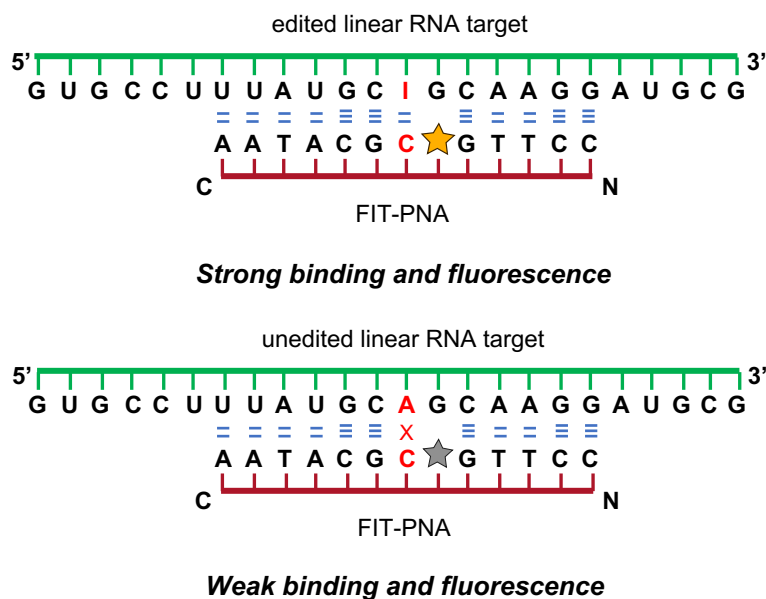 edited linear RNA target
5’ 3’
G U G C C U U U A U G C I G C A A G G A U G C G
A A T A C G C G T T C C
C N
FIT-PNA
Strong binding and fluorescence
unedited linear RNA target
5’ 3’
G U G C C U U U A U G C A G C A A G G A U G C G
X
A A T A C G C G T T C C
C N
FIT-PNA
Weak binding and fluorescence